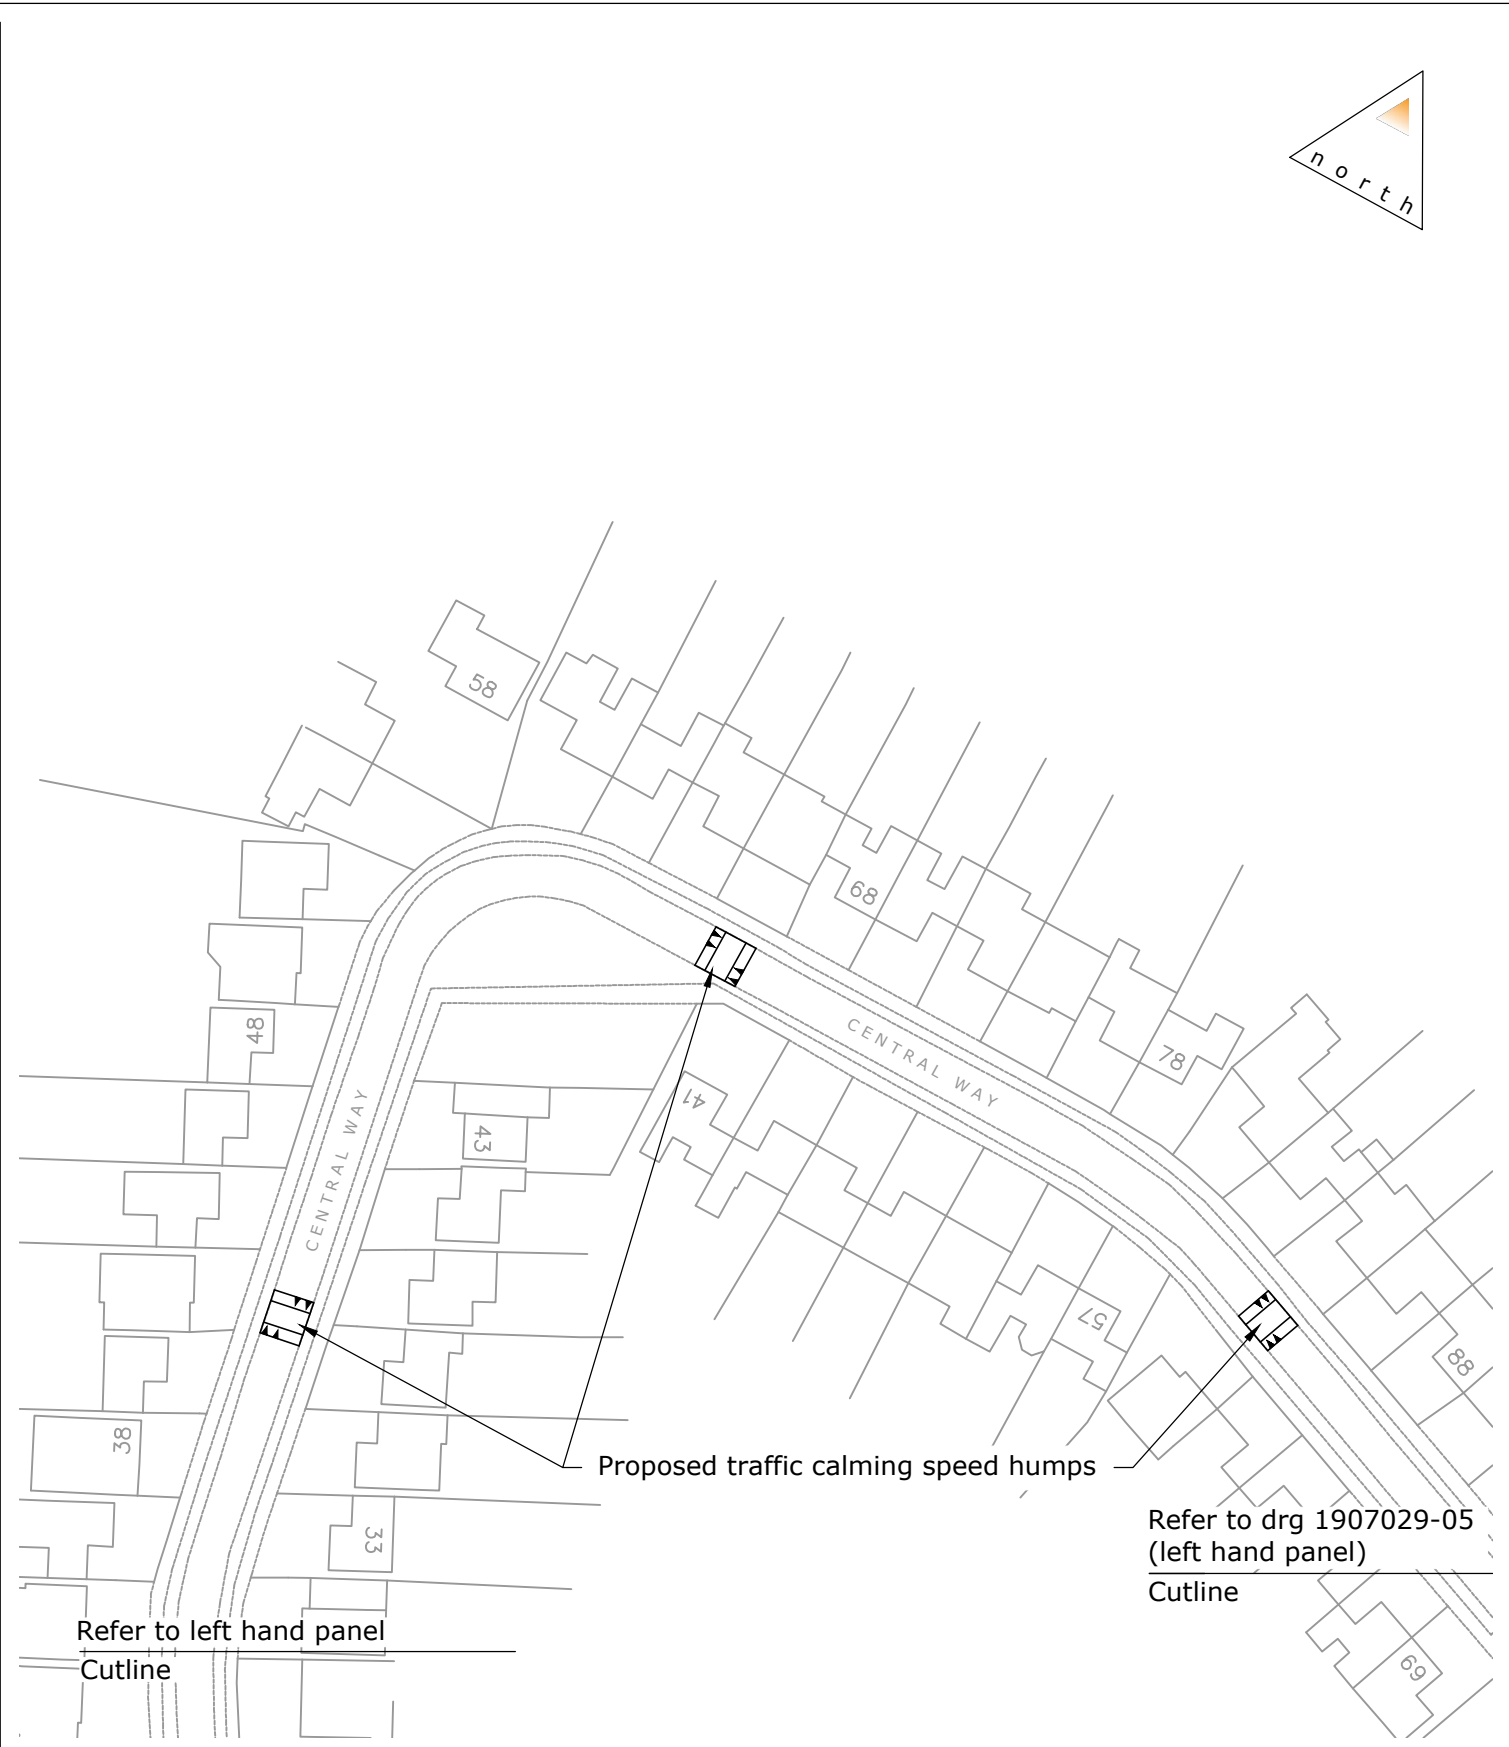 north
58
68
48
CENTRAL WAY
78
41
43
CENTRAL WAY
57
88
38
Proposed traffic calming speed humps
Refer to drg 1907029-05
(left hand panel)
Cutline
33
Refer to left hand panel
Cutline
69